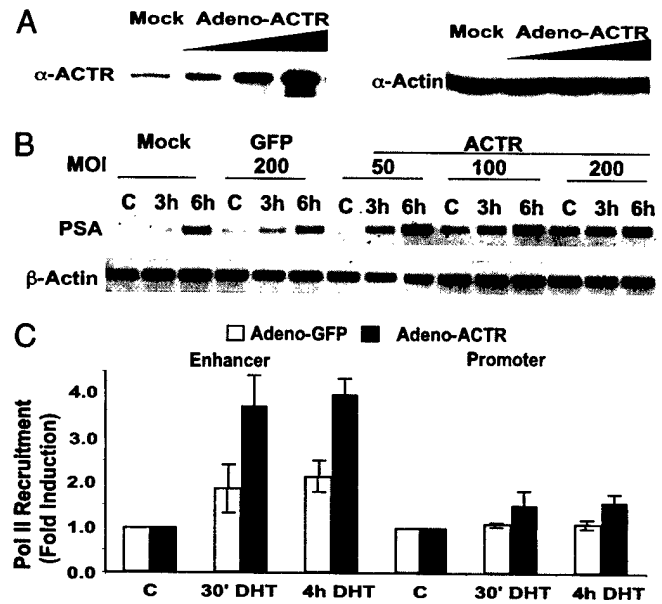 A
Mock Adeno-ACTR
α-ACTR
Mock Adeno-ACTR
α-Actin
B
Mock GFP ACTR
MOI 200 50 100 200
C 3h 6h C 3h 6h C 3h 6h C 3h 6h C 3h 6h
PSA
β-Actin
C
Adeno-GFP Adeno-ACTR
Enhancer Promoter
Pol II Recruitment
(Fold Induction)
4.0
3.0
2.0
1.0
0.0
C 30' DHT 4h DHT C 30' DHT 4h DHT